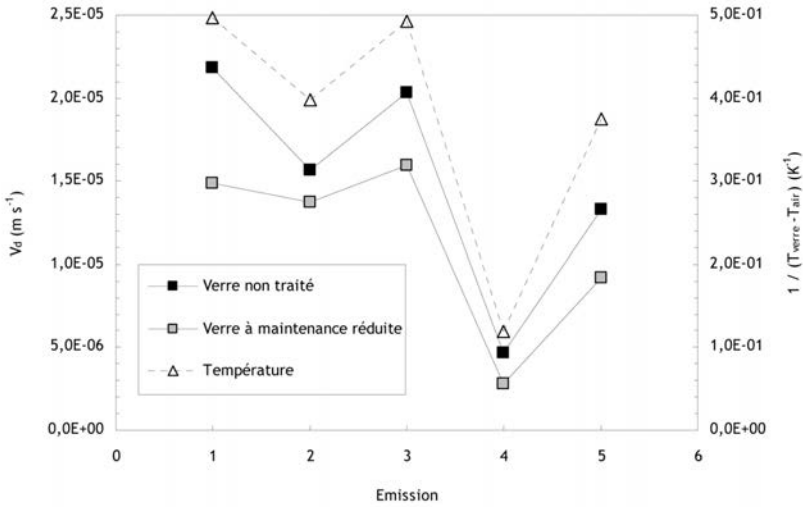 2,5E-05
2,0E-05
1,5E-05
1,0E-05
5,0E-06
0,0E+00
Vd (m s-1)
5,0E-01
4,0E-01
3,0E-01
2,0E-01
1,0E-01
0,0E+00
1 / (Tverre -Tair) (K-1)
Verre non traité
Verre à maintenance réduite
Température
0 1 2 3 4 5 6
Emission